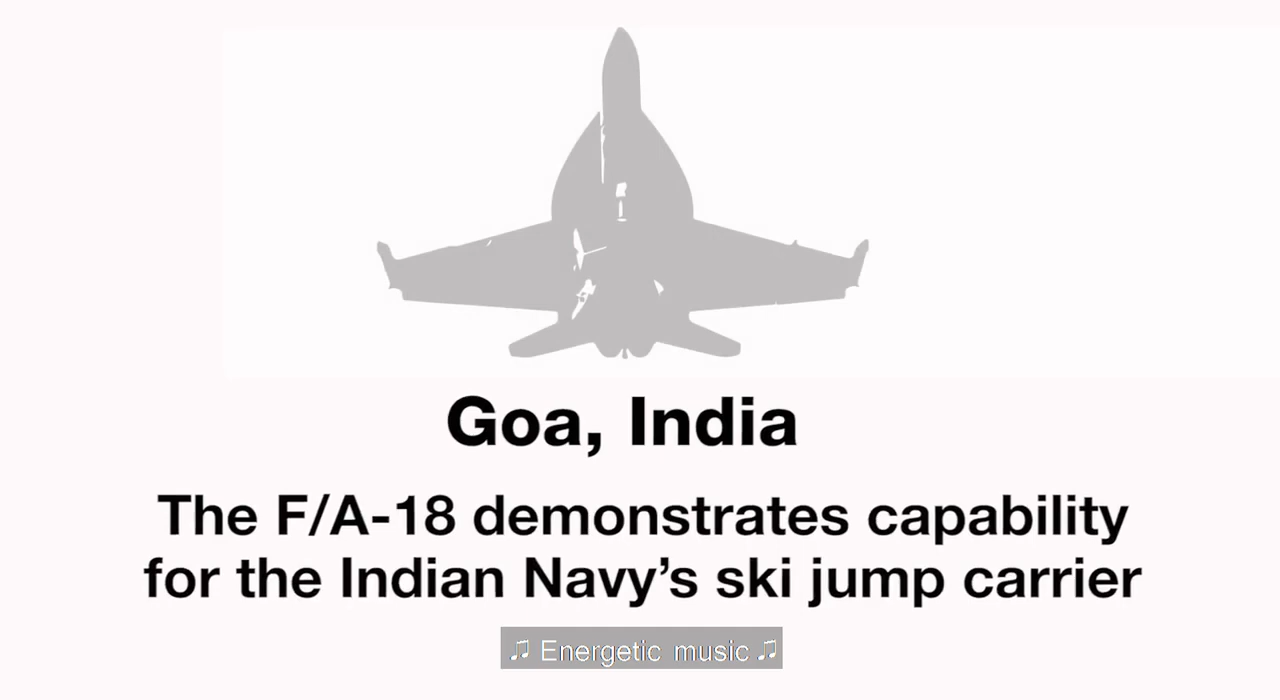 Goa, India
The F/A-18 demonstrates capability
for the Indian Navy’s ski jump carrier
♫ Energetic music ♫